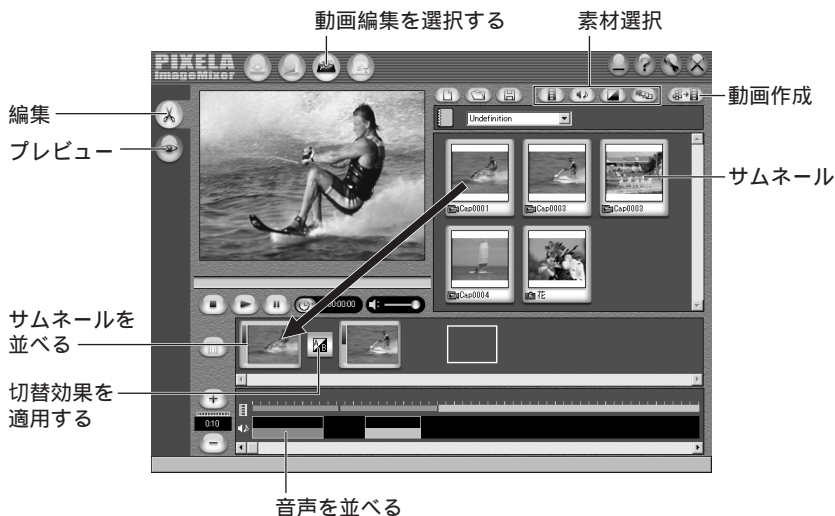 動画編集を選択する
素材選択
PIXELA
ImageMixer
動画作成
編集
Undefinition
プレビュー
サムネール
Cap0001
Cap0003
Cap0003
Cap0004
花
00:00:00
サムネールを
並べる
A
B
切替効果を
適用する
0:10
音声を並べる